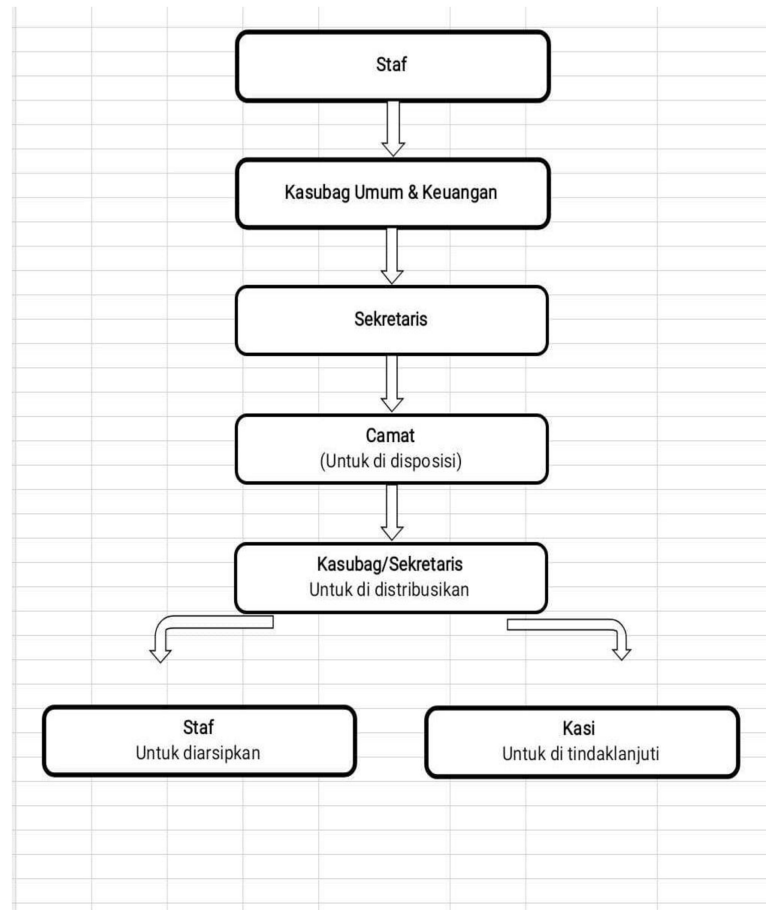 Staf
Kasubag Umum & Keuangan
Sekretaris
Camat
(Untuk di disposisi)
Kasubag/Sekretaris
Untuk di distribusikan
Staf
Untuk diarsipkan
Kasi
Untuk di tindaklanjuti